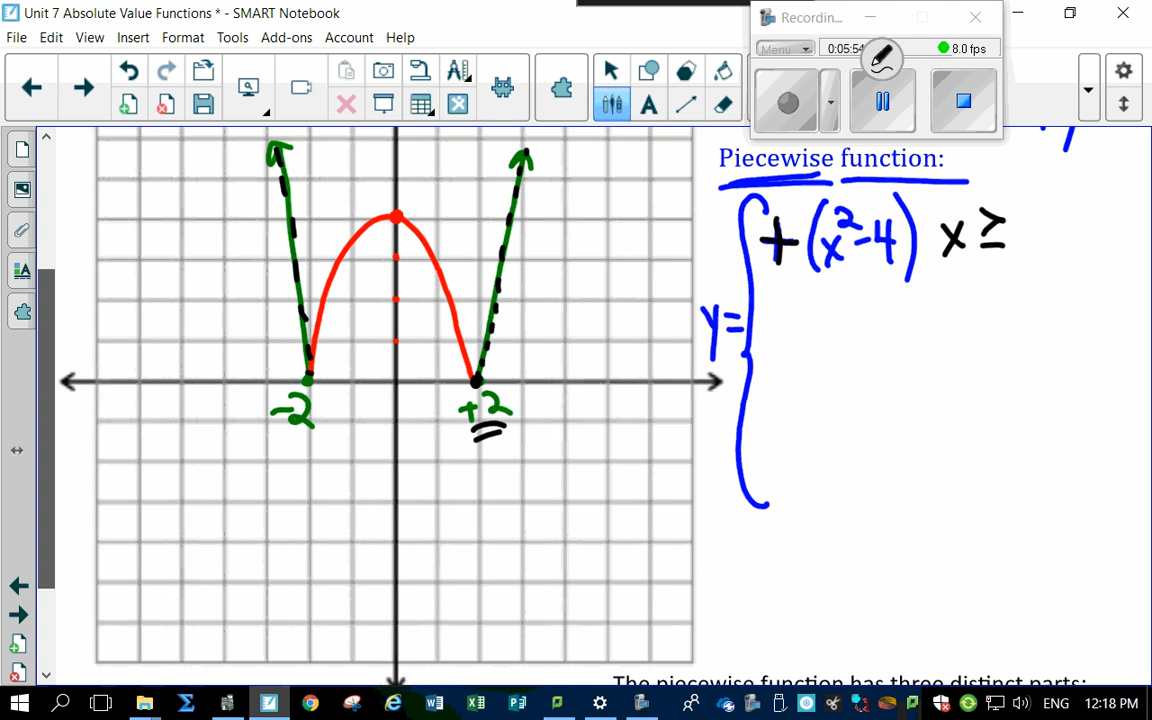 Unit 7 Absolute Value Functions * - SMART Notebook
Recordin...
File Edit View Insert Format Tools Add-ons Account Help
Menu 0:05:54 8.0 fps
Piecewise function:
+ (x²-4) x ≥
y=
-2 +2
The piecewise function has three distinct parts:
ENG 12:18 PM